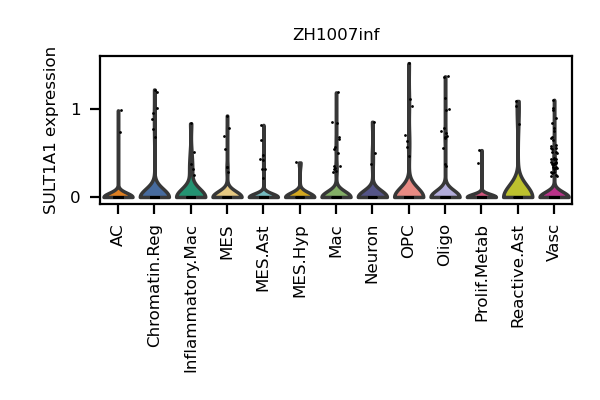 ZH1007inf
SULT1A1 expression
1
0
AC
Chromatin.Reg
Inflammatory.Mac
MES
MES.Ast
MES.Hyp
Mac
Neuron
OPC
Oligo
Prolif.Metab
Reactive.Ast
Vasc